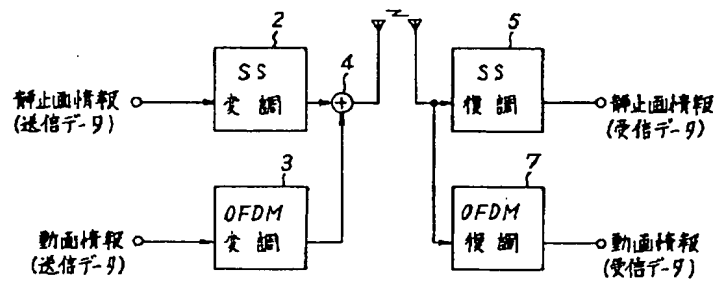 2
SS
変調
静止画情報
(送信データ)
4
5
SS
復調
静止画情報
(受信データ)
3
OFDM
変調
動画情報
(送信データ)
7
OFDM
復調
動画情報
(受信データ)